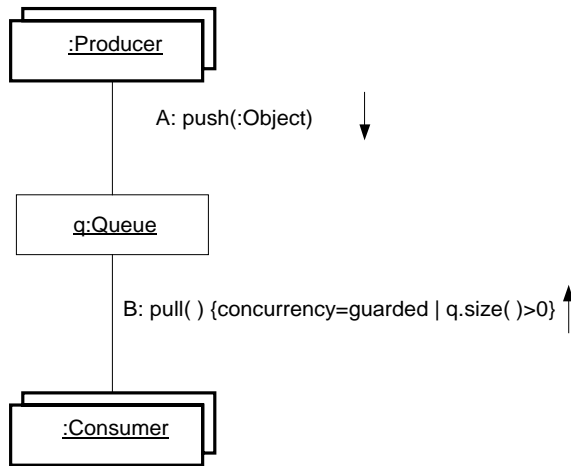 :Producer
A: push(:Object)
q:Queue
B: pull( ) {concurrency=guarded | q.size( )>0}
:Consumer